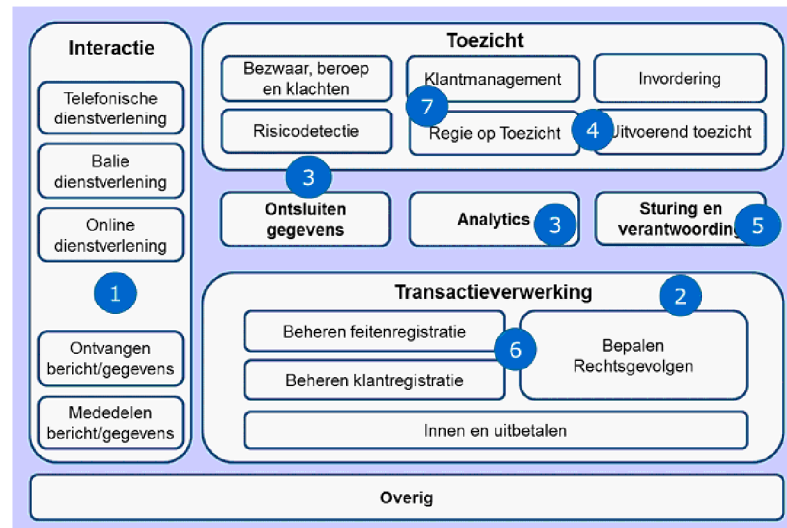 Interactie
Telefonische
dienstverlening
Balie
dienstverlening
Online
dienstverlening
1
Ontvangen
bericht/gegevens
Mededelen
bericht/gegevens
Toezicht
Bezwaar, beroep
en klachten
Klantmanagement
Invordering
7
Risicodetectie
Regie op Toezicht
4
Uitvoerend toezicht
3
Ontsluiten
gegevens
Analytics
3
Sturing en
verantwoording
5
Transactieverwerking
2
Beheren feitenregistratie
6
Beheren klantregistratie
Bepalen
Rechtsgevolgen
Innen en uitbetalen
Overig